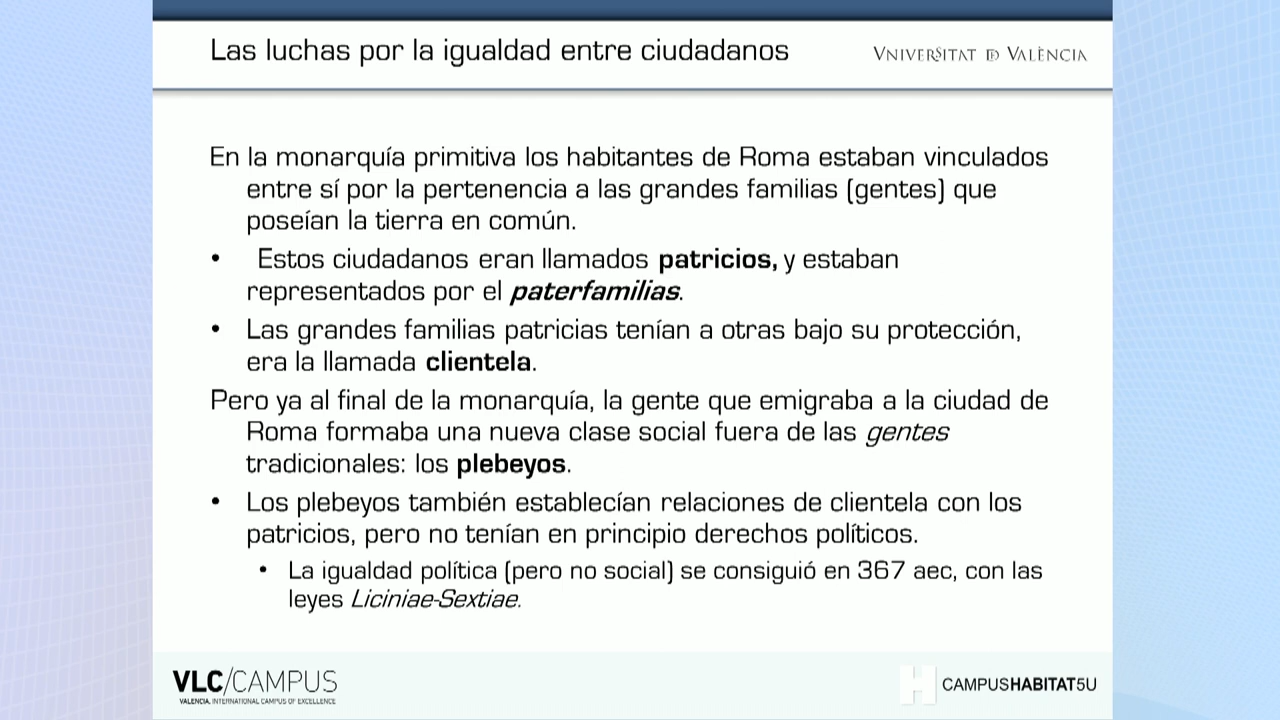 Las luchas por la igualdad entre ciudadanos
VNIVERSITAT DE VALÈNCIA
En la monarquía primitiva los habitantes de Roma estaban vinculados
entre sí por la pertenencia a las grandes familias (gentes) que
poseían la tierra en común.
• Estos ciudadanos eran llamados patricios, y estaban
representados por el paterfamilias.
• Las grandes familias patricias tenían a otras bajo su protección,
era la llamada clientela.
Pero ya al final de la monarquía, la gente que emigraba a la ciudad de
Roma formaba una nueva clase social fuera de las gentes
tradicionales: los plebeyos.
• Los plebeyos también establecían relaciones de clientela con los
patricios, pero no tenían en principio derechos políticos.
• La igualdad política (pero no social) se consiguió en 367 aec, con las
leyes Liciniae-Sextiae.
VLC/CAMPUS
VALENCIA, INTERNATIONAL CAMPUS OF EXCELLENCE
H CAMPUSHABITAT5U